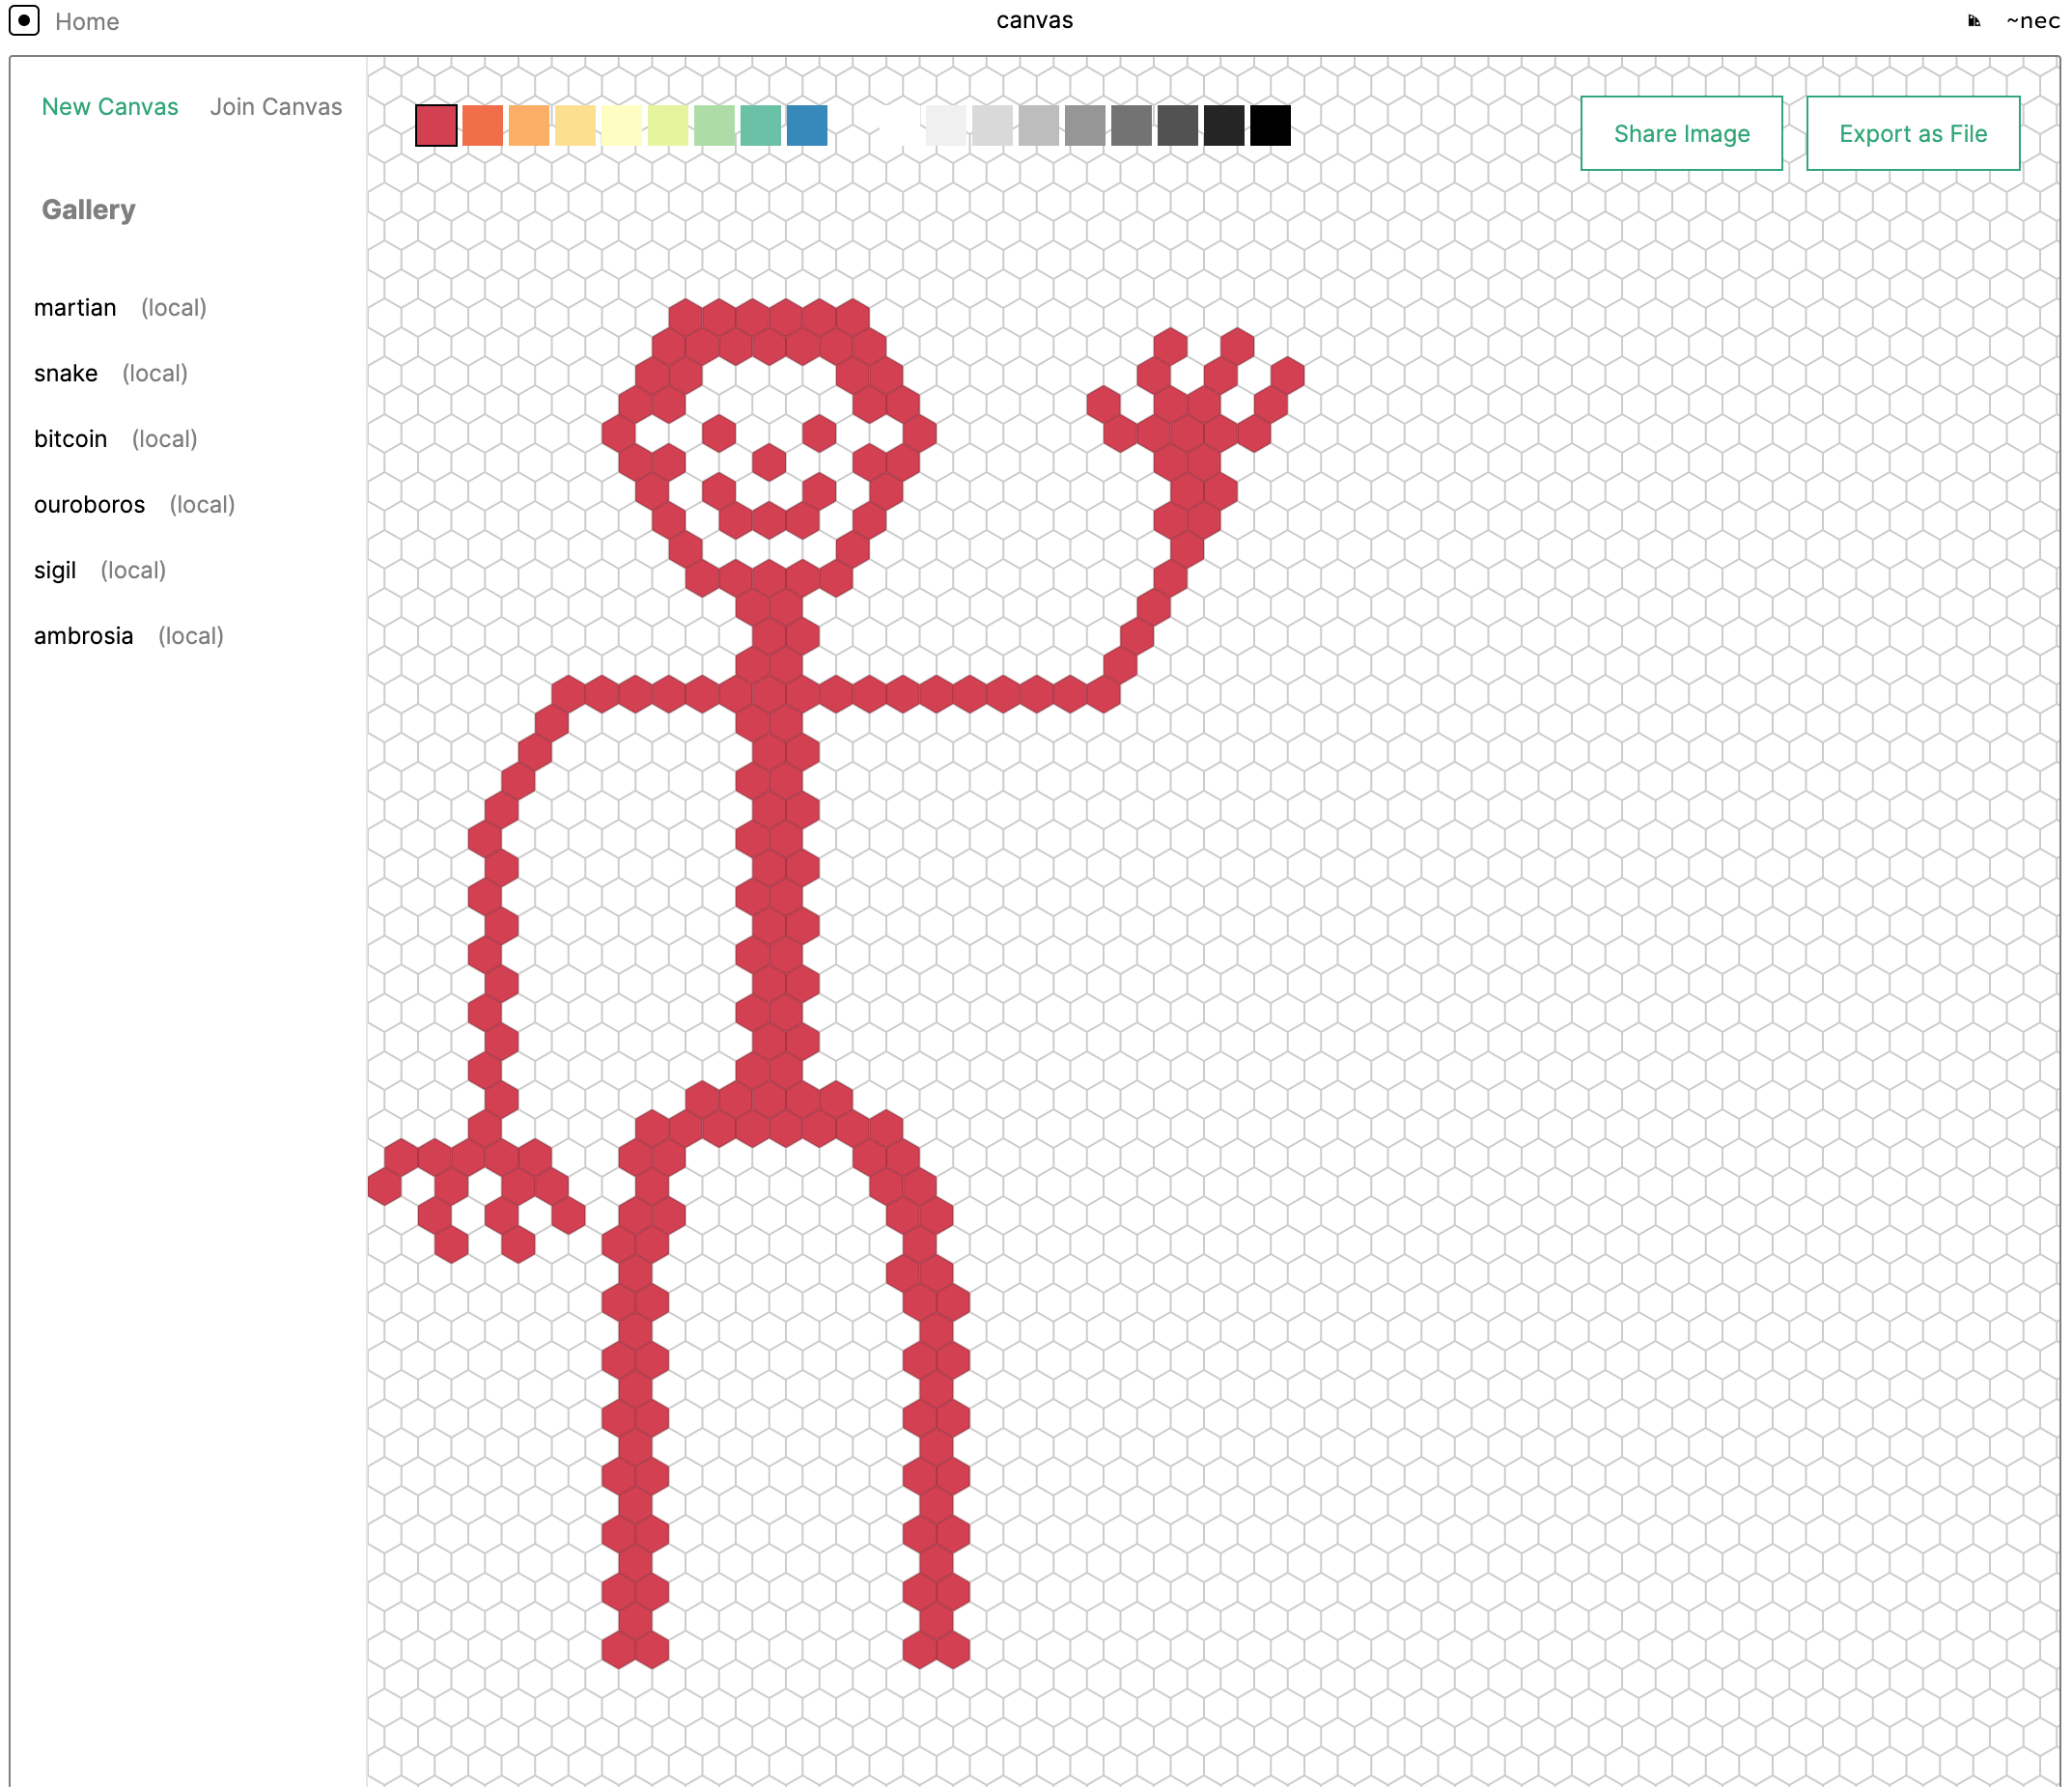 Home canvas ~nec
New Canvas Join Canvas Share Image Export as File
Gallery
martian (local)
snake (local)
bitcoin (local)
ouroboros (local)
sigil (local)
ambrosia (local)